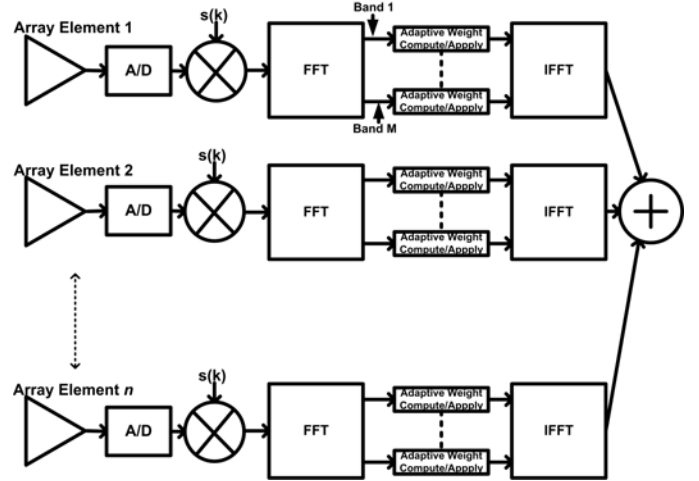 Array Element 1
s(k)
Band 1
A/D
FFT
Adaptive Weight
Compute/Appply
Adaptive Weight
Compute/Appply
IFFT
Band M
Array Element 2
s(k)
A/D
FFT
Adaptive Weight
Compute/Appply
Adaptive Weight
Compute/Appply
IFFT
Array Element n
s(k)
A/D
FFT
Adaptive Weight
Compute/Appply
Adaptive Weight
Compute/Appply
IFFT